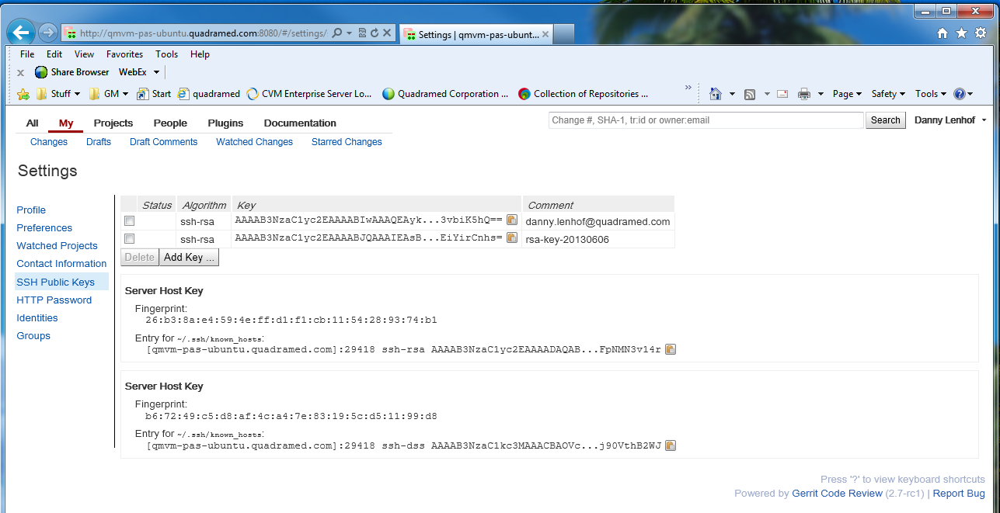 http://qmvm-pas-ubuntu.quadramed.com:8080/#/settings/
Settings | qmvm-pas-ubunt...
File Edit View Favorites Tools Help
x Share Browser WebEx
Stuff GM Start quadramed CVM Enterprise Server Lo... Quadramed Corporation ... Collection of Repositories ... » Page Safety Tools
All My Projects People Plugins Documentation
Change #, SHA-1, tr:id or owner:email Search Danny Lenhof
Changes Drafts Draft Comments Watched Changes Starred Changes
Settings
Profile
Preferences
Watched Projects
Contact Information
SSH Public Keys
HTTP Password
Identities
Groups
Status Algorithm Key Comment
ssh-rsa AAAAB3NzaC1yc2EAAAABIwAAAQEAyk...3vbiK5hQ== danny.lenhof@quadramed.com
ssh-rsa AAAAB3NzaC1yc2EAAAABJQAAAIEAsB...EiYirCnhs= rsa-key-20130606
Delete Add Key ...
Server Host Key
Fingerprint:
26:b3:8a:e4:59:4e:ff:d1:f1:cb:11:54:28:93:74:b1
Entry for ~/.ssh/known_hosts:
[qmvm-pas-ubuntu.quadramed.com]:29418 ssh-rsa AAAAB3NzaC1yc2EAAAADAQAB...FpNMN3v14r
Server Host Key
Fingerprint:
b6:72:49:c5:d8:af:4c:a4:7e:83:19:5c:d5:11:99:d8
Entry for ~/.ssh/known_hosts:
[qmvm-pas-ubuntu.quadramed.com]:29418 ssh-dss AAAAB3NzaC1kc3MAAACBAOVc...j90VthB2WJ
Press '?' to view keyboard shortcuts
Powered by Gerrit Code Review (2.7-rc1) | Report Bug